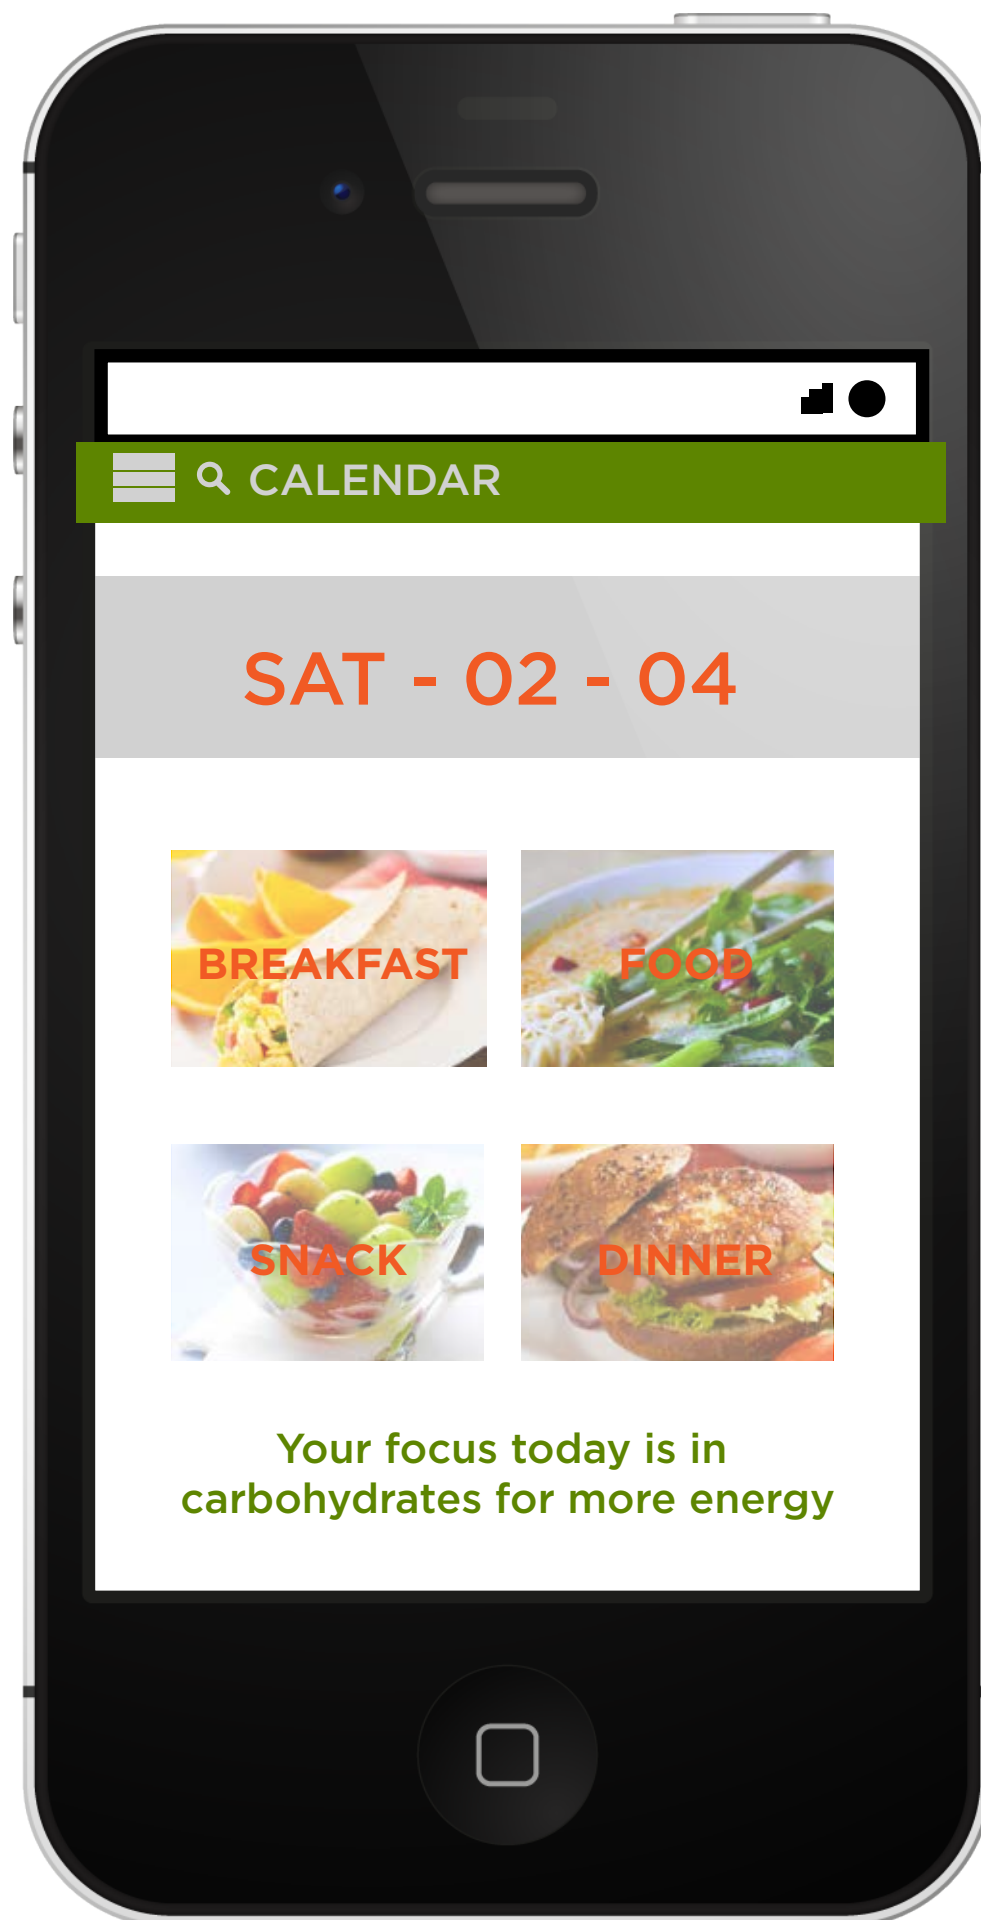 CALENDAR
SAT - 02 - 04
BREAKFAST
FOOD
SNACK
DINNER
Your focus today is in
carbohydrates for more energy